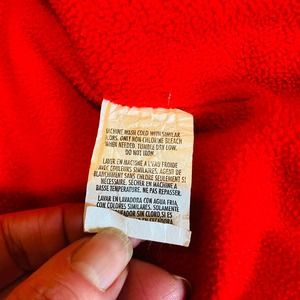 MACHINE WASH COLD WITH SIMILAR
COLORS. ONLY NON-CHLORINE BLEACH
WHEN NEEDED. TUMBLE DRY LOW.
DO NOT IRON.
LAVER EN MACHINE A L'EAU FROIDE
AVEC COULEURS SIMILAIRES. AGENT DE
BLANCHIMENT SANS CHLORE SEULEMENT SI
NÉCESSAIRE. SÉCHER EN MACHINE A
BASSE TEMPERATURE. NE PAS REPASSER.
LAVAR EN LAVADORA CON AGUA FRIA
CON COLORES SIMILARES. SOLAMENTE
SIN CLORO, SI ES